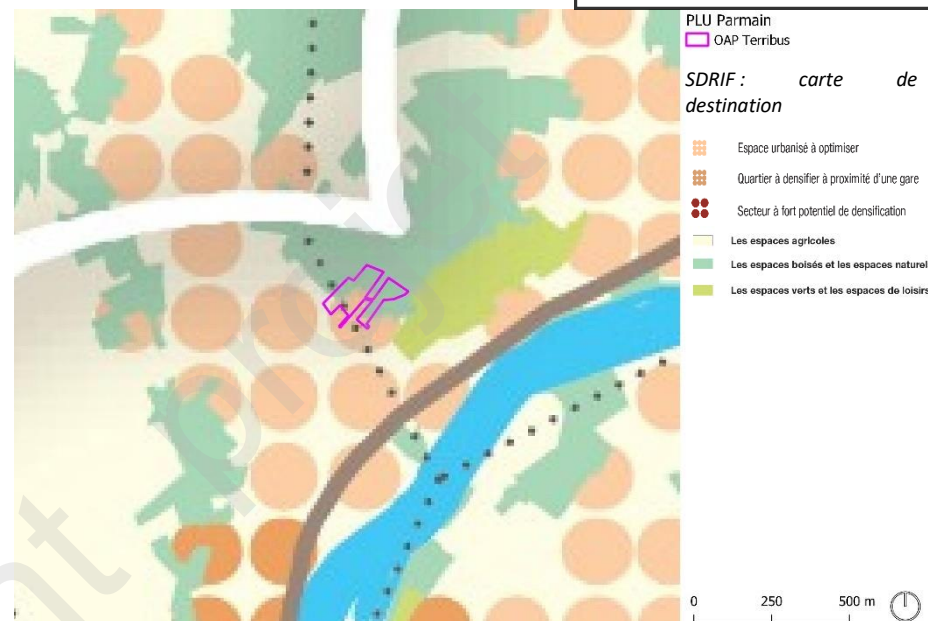 PLU Parmain
OAP Terribus
SDRIF : carte de
destination
Espace urbanisé à optimiser
Quartier à densifier à proximité d'une gare
Secteur à fort potentiel de densification
Les espaces agricoles
Les espaces boisés et les espaces naturel
Les espaces verts et les espaces de loisirs
0 250 500 m